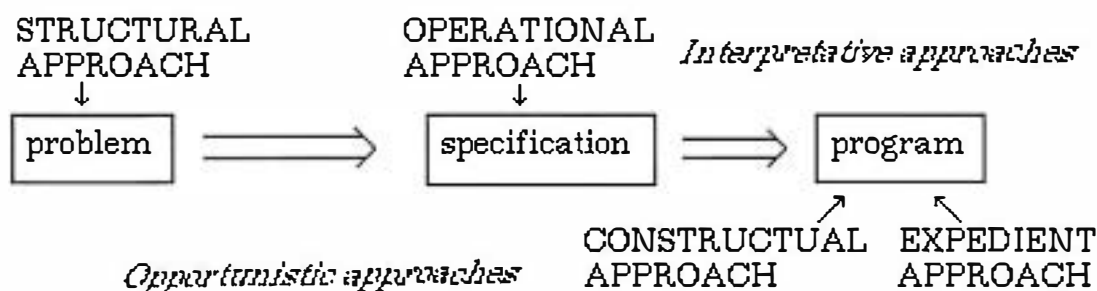 STRUCTURAL
APPROACH
OPERATIONAL
APPROACH
Interpretative approaches
problem
specification
program
CONSTRUCTUAL
APPROACH
EXPEDIENT
APPROACH
Opportunistic approaches